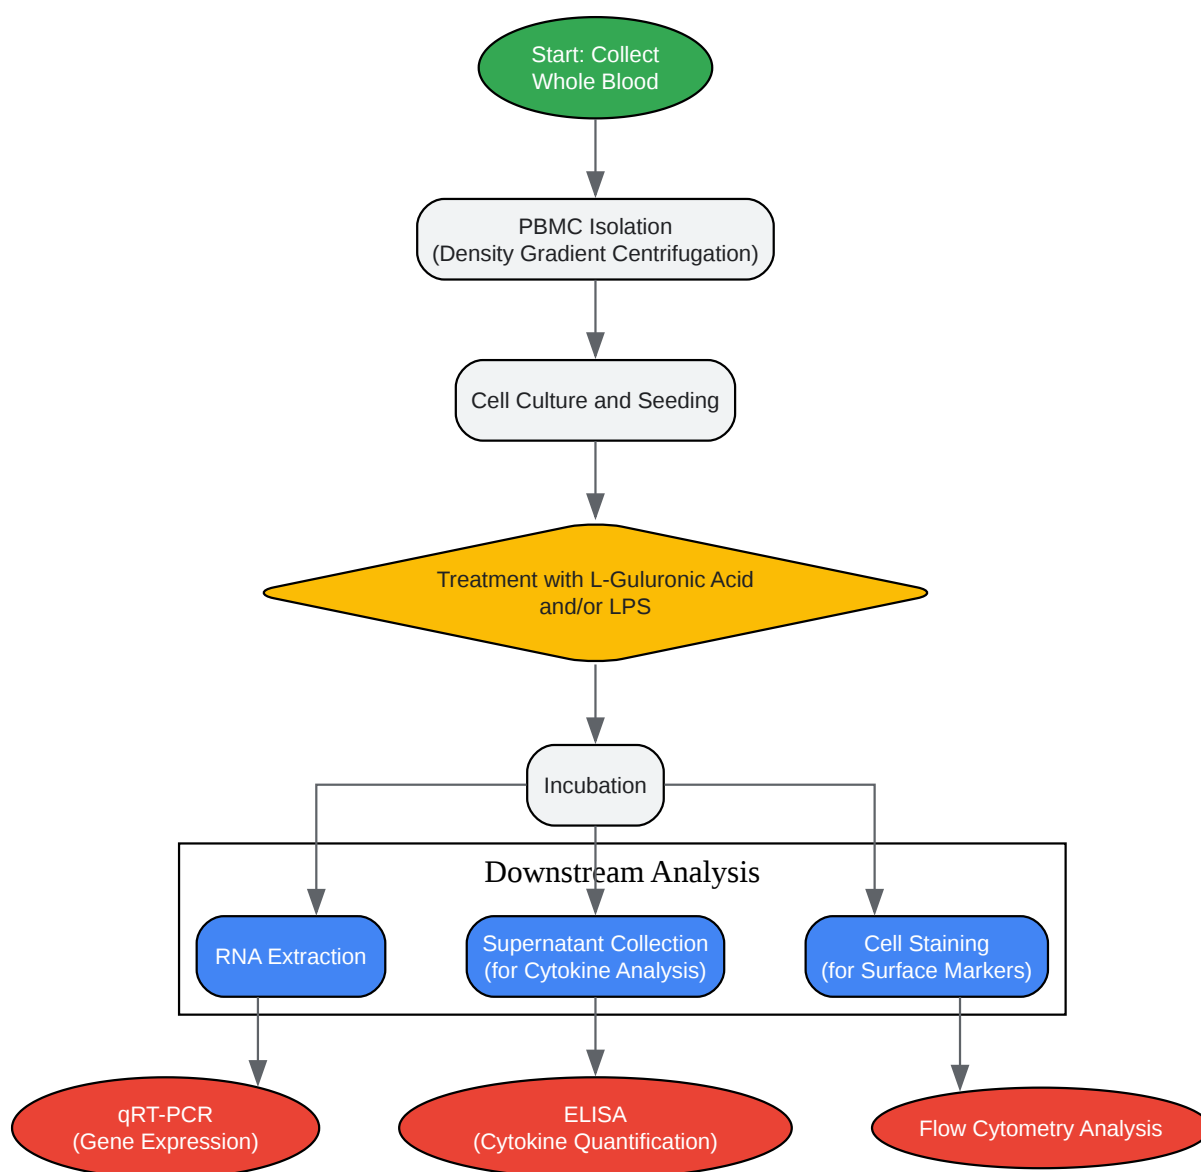 Start: Collect
Whole Blood
PBMC Isolation
(Density Gradient Centrifugation)
Cell Culture and Seeding
Treatment with L-Guluronic Acid
and/or LPS
Incubation
Downstream Analysis
RNA Extraction
Supernatant Collection
(for Cytokine Analysis)
Cell Staining
(for Surface Markers)
qRT-PCR
(Gene Expression)
ELISA
(Cytokine Quantification)
Flow Cytometry Analysis